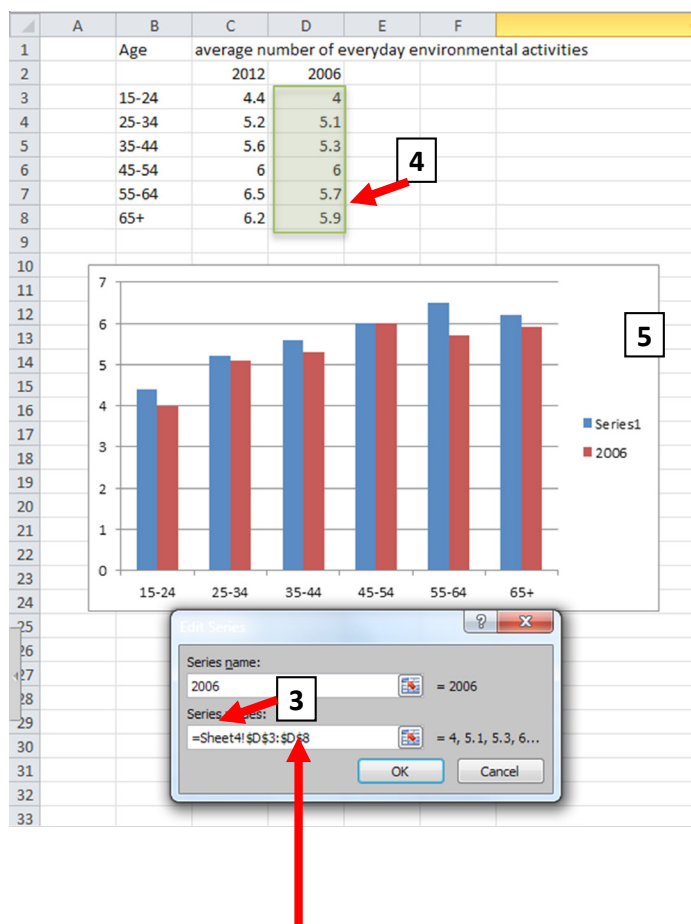 A B C D E F
1 Age average number of everyday environmental activities
2 2012 2006
3 15-24 4.4 4
4 25-34 5.2 5.1
5 35-44 5.6 5.3
6 45-54 6 6
7 55-64 6.5 5.7
8 65+ 6.2 5.9
4
9
10
11
12
13
14
15
16
17
18
19
20
21
22
23
24
25
26
27
28
29
30
31
32
33
7
6
5
4
3
2
1
0
5
Series1
2006
15-24 25-34 35-44 45-54 55-64 65+
Edit Series
Series name:
2006 = 2006
3
Series
=Sheet4!$D$3:$D$8 = 4, 5.1, 5.3, 6...
OK Cancel